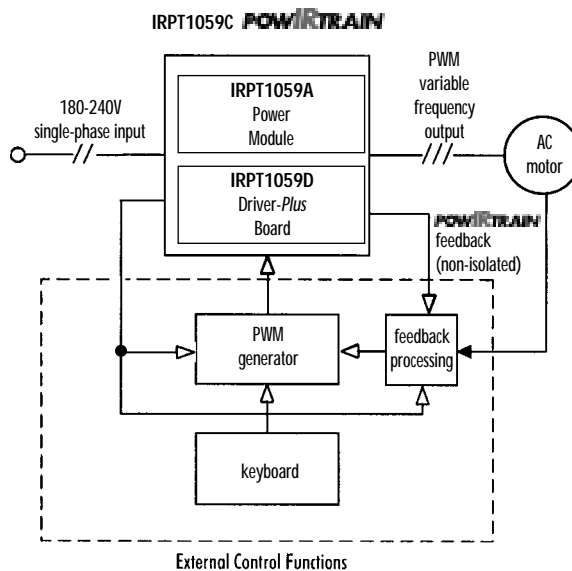 IRPT1059C POWIRTRAIN
IRPT1059A
Power
Module
IRPT1059D
Driver-Plus
Board
180-240V
single-phase input
PWM
variable
frequency
output
AC
motor
POWIRTRAIN
feedback
(non-isolated)
PWM
generator
feedback
processing
keyboard
External Control Functions